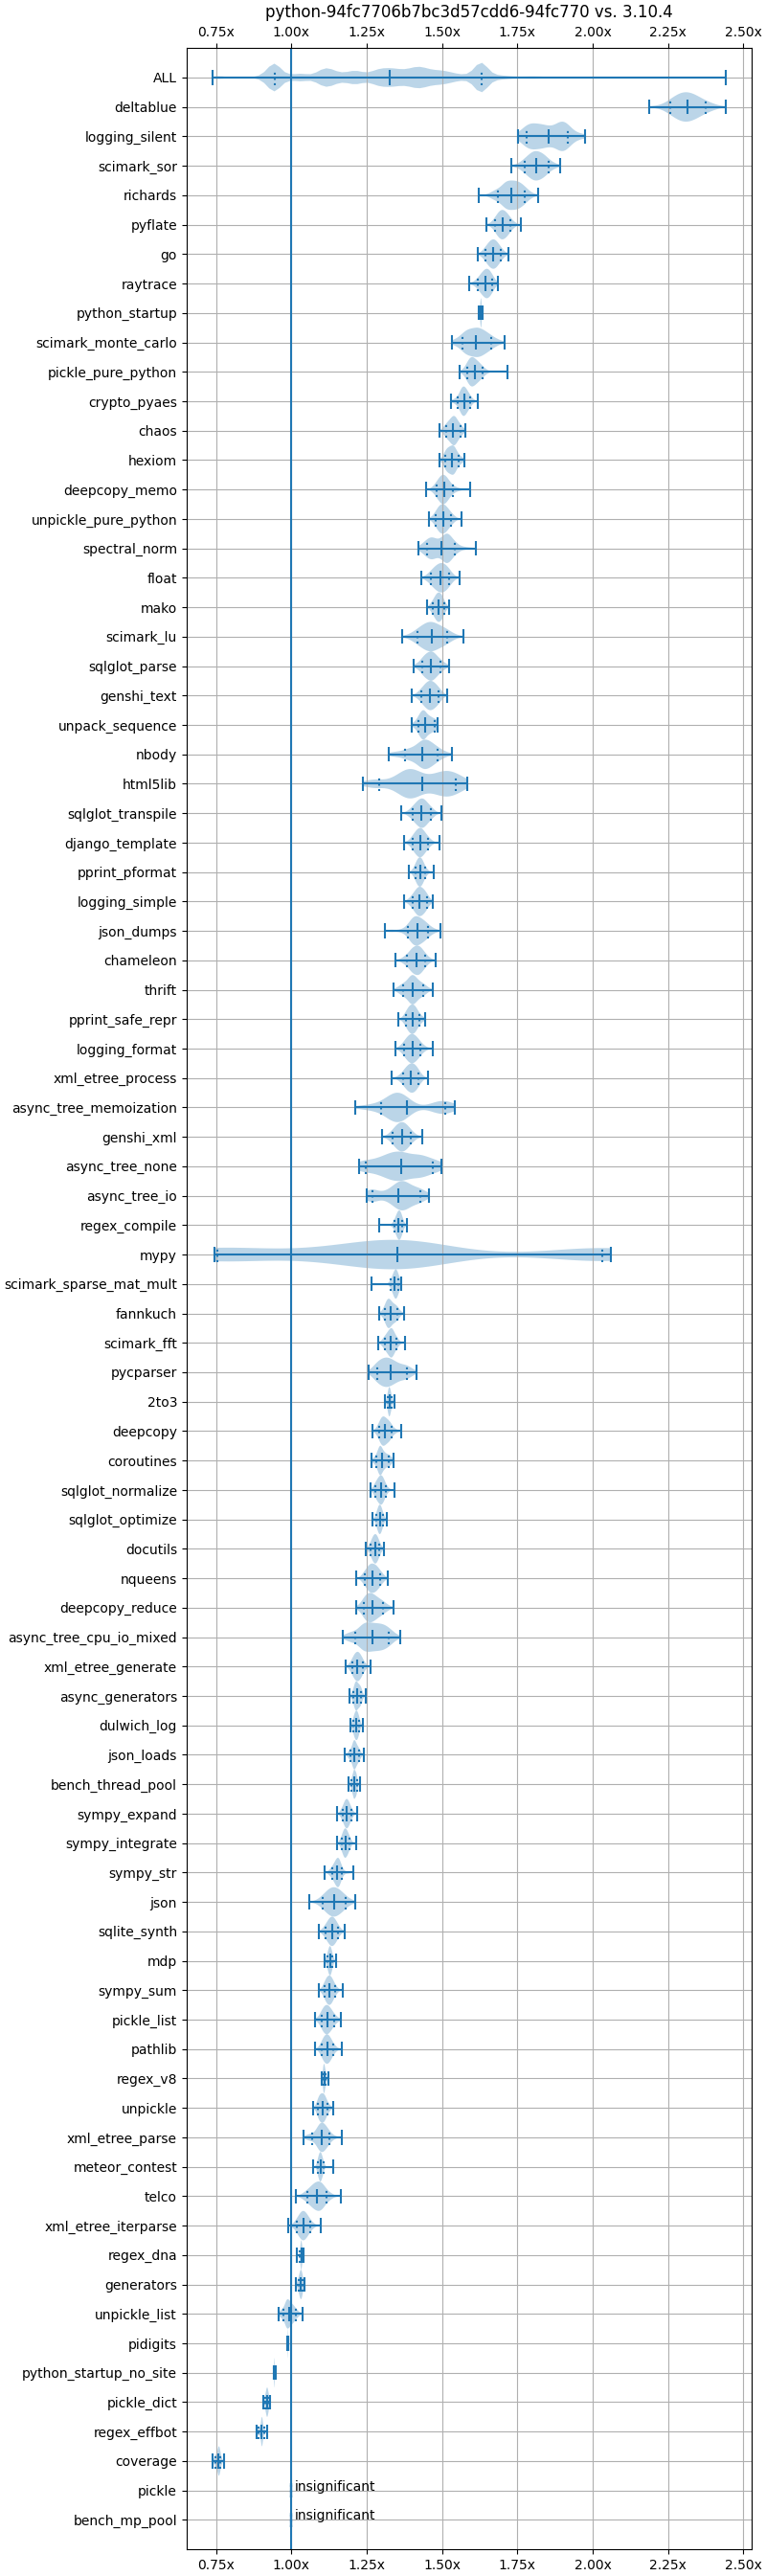 python-94fc7706b7bc3d57cdd6-94fc770 vs. 3.10.4
0.75x 1.00x 1.25x 1.50x 1.75x 2.00x 2.25x 2.50x
ALL
deltablue
logging_silent
scimark_sor
richards
pyflate
go
raytrace
python_startup
scimark_monte_carlo
pickle_pure_python
crypto_pyaes
chaos
hexiom
deepcopy_memo
unpickle_pure_python
spectral_norm
float
mako
scimark_lu
sqlglot_parse
genshi_text
unpack_sequence
nbody
html5lib
sqlglot_transpile
django_template
pprint_pformat
logging_simple
json_dumps
chameleon
thrift
pprint_safe_repr
logging_format
xml_etree_process
async_tree_memoization
genshi_xml
async_tree_none
async_tree_io
regex_compile
mypy
scimark_sparse_mat_mult
fannkuch
scimark_fft
pycparser
2to3
deepcopy
coroutines
sqlglot_normalize
sqlglot_optimize
docutils
nqueens
deepcopy_reduce
async_tree_cpu_io_mixed
xml_etree_generate
async_generators
dulwich_log
json_loads
bench_thread_pool
sympy_expand
sympy_integrate
sympy_str
json
sqlite_synth
mdp
sympy_sum
pickle_list
pathlib
regex_v8
unpickle
xml_etree_parse
meteor_contest
telco
xml_etree_iterparse
regex_dna
generators
unpickle_list
pidigits
python_startup_no_site
pickle_dict
regex_effbot
coverage
pickle insignificant
bench_mp_pool insignificant
0.75x 1.00x 1.25x 1.50x 1.75x 2.00x 2.25x 2.50x